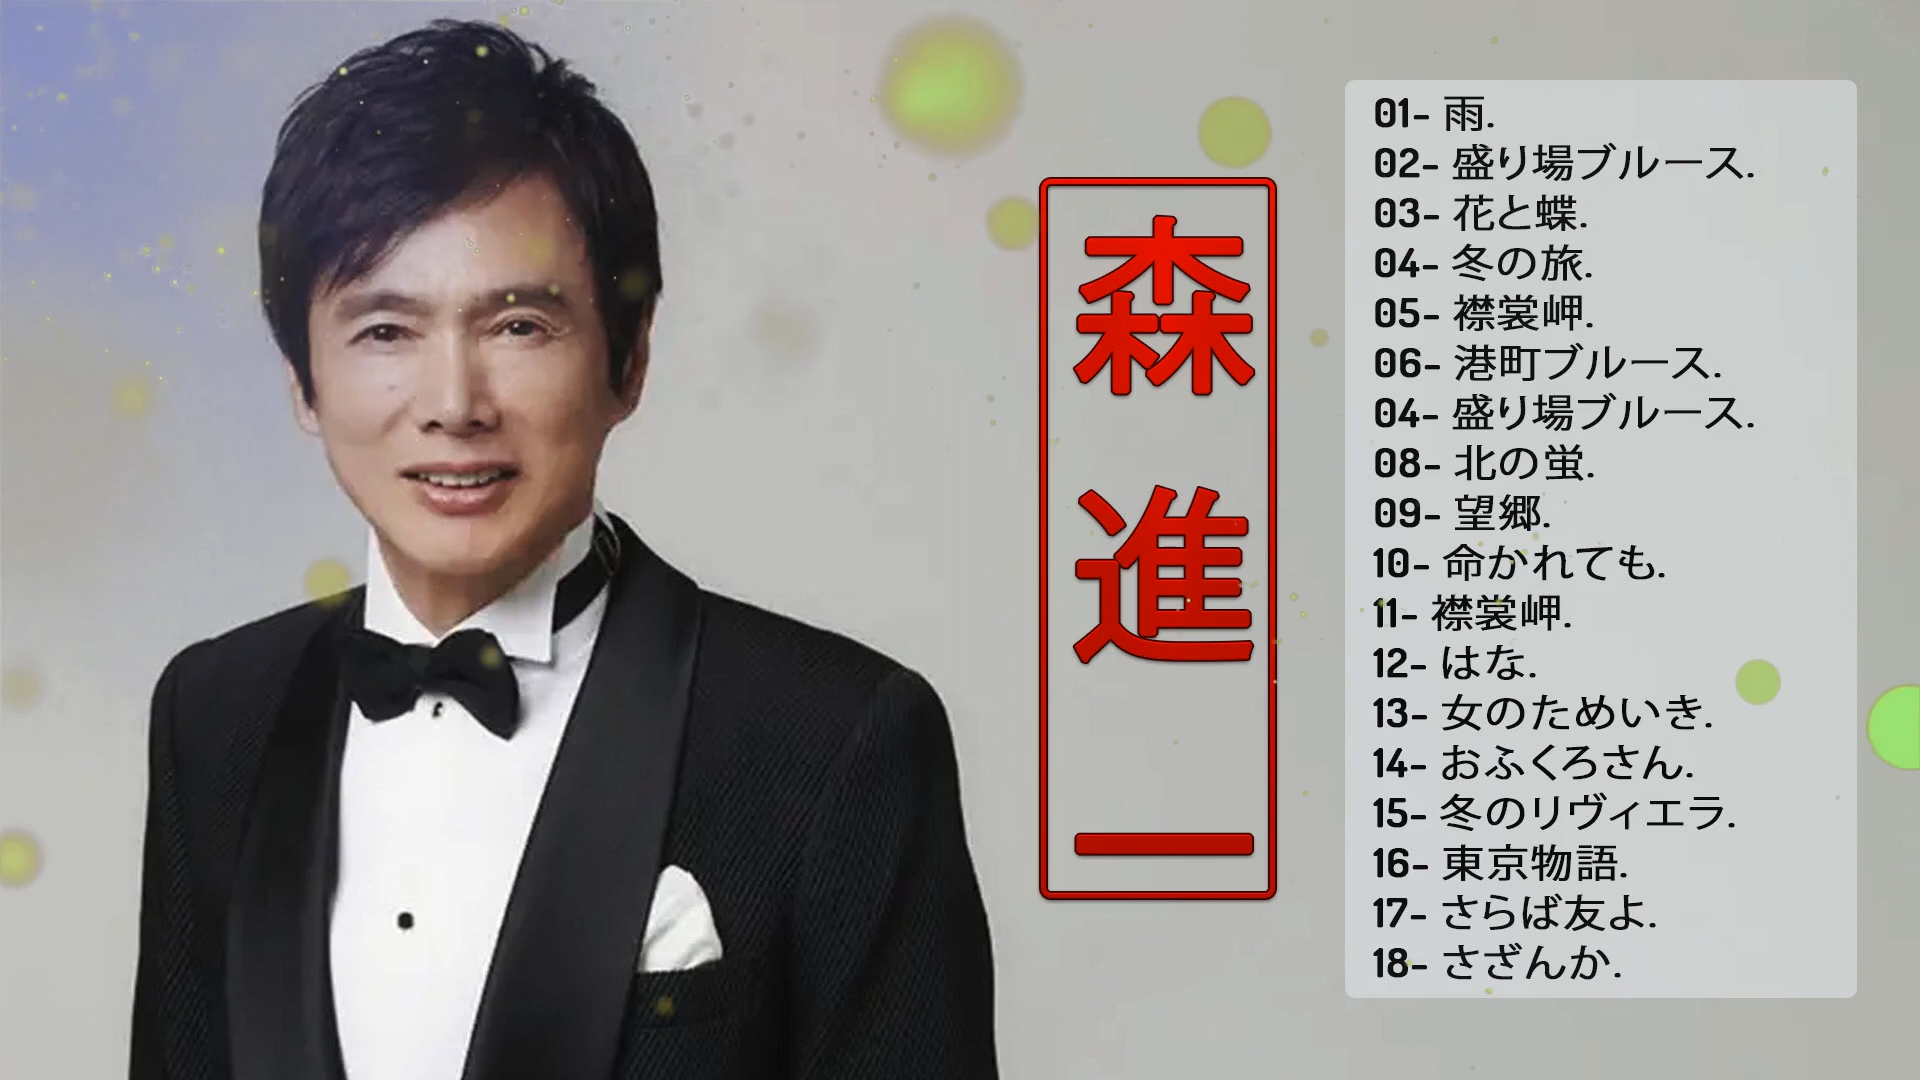 森進一
01- 雨.
02- 盛り場ブルース.
03- 花と蝶.
04- 冬の旅.
05- 襟裳岬.
06- 港町ブルース.
04- 盛り場ブルース.
08- 北の蛍.
09- 望郷.
10- 命かれても.
11- 襟裳岬.
12- はな.
13- 女のためいき.
14- おふくろさん.
15- 冬のリヴィエラ.
16- 東京物語.
17- さらば友よ.
18- さざんか.